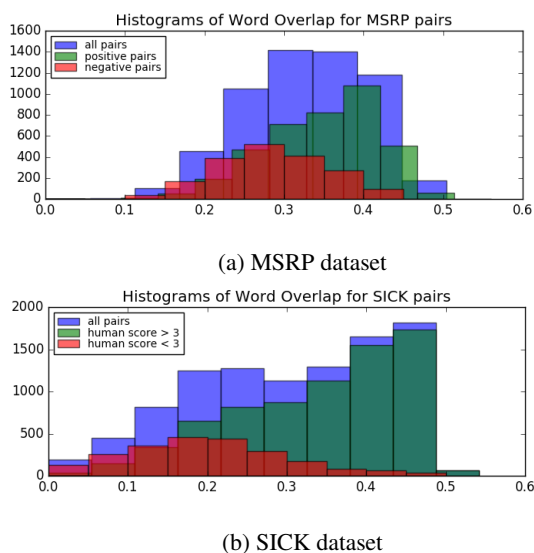 Histograms of Word Overlap for MSRP pairs
1600
1400
1200
1000
800
600
400
200
0
all pairs
positive pairs
negative pairs
0.0 0.1 0.2 0.3 0.4 0.5 0.6
(a) MSRP dataset
Histograms of Word Overlap for SICK pairs
2000
1500
1000
500
0
all pairs
human score > 3
human score < 3
0.0 0.1 0.2 0.3 0.4 0.5 0.6
(b) SICK dataset